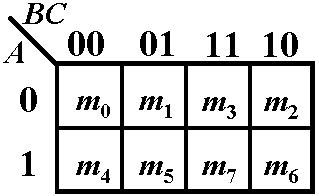 BC
A 00 01 11 10
0 m₀ m₁ m₃ m₂
1 m₄ m₅ m₇ m₆